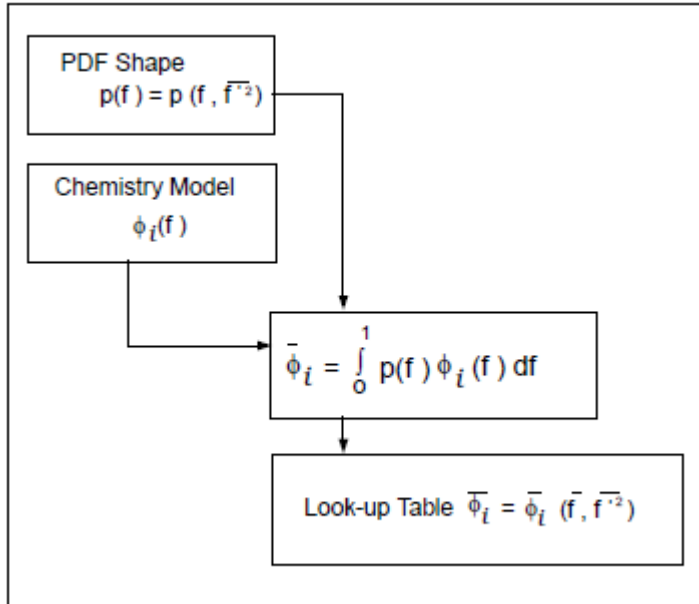 PDF Shape
p(f ) = p (f , f'²)
Chemistry Model
ϕᵢ(f )
ϕ̄ᵢ = ∫₀¹ p(f ) ϕᵢ (f ) df
Look-up Table ϕ̄ᵢ = ϕ̄ᵢ (f̄ , f'²)